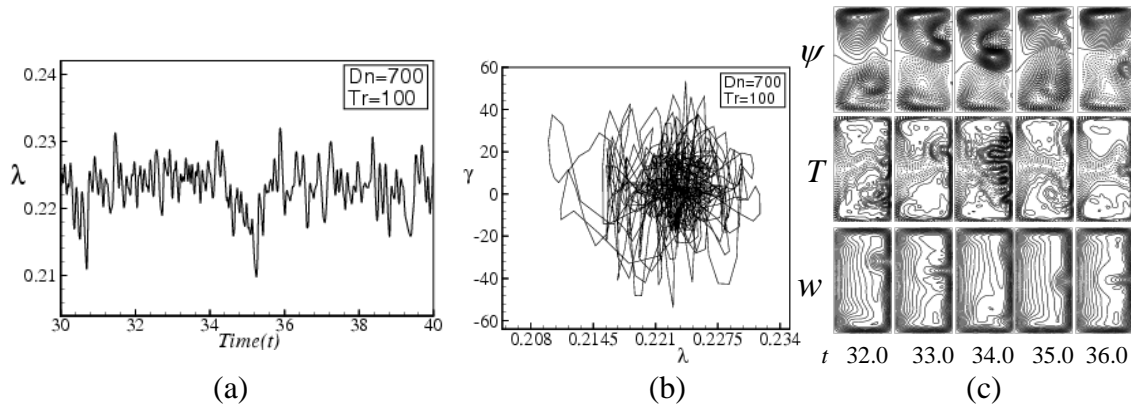 0.24
0.23
0.22
0.21
λ
Dn=700
Tr=100
30
32
34
36
38
40
Time(t)
(a)
60
40
20
0
-20
-40
-60
γ
Dn=700
Tr=100
0.208
0.2145
0.221
0.2275
0.234
λ
(b)
ψ
T
w
t 32.0 33.0 34.0 35.0 36.0
(c)